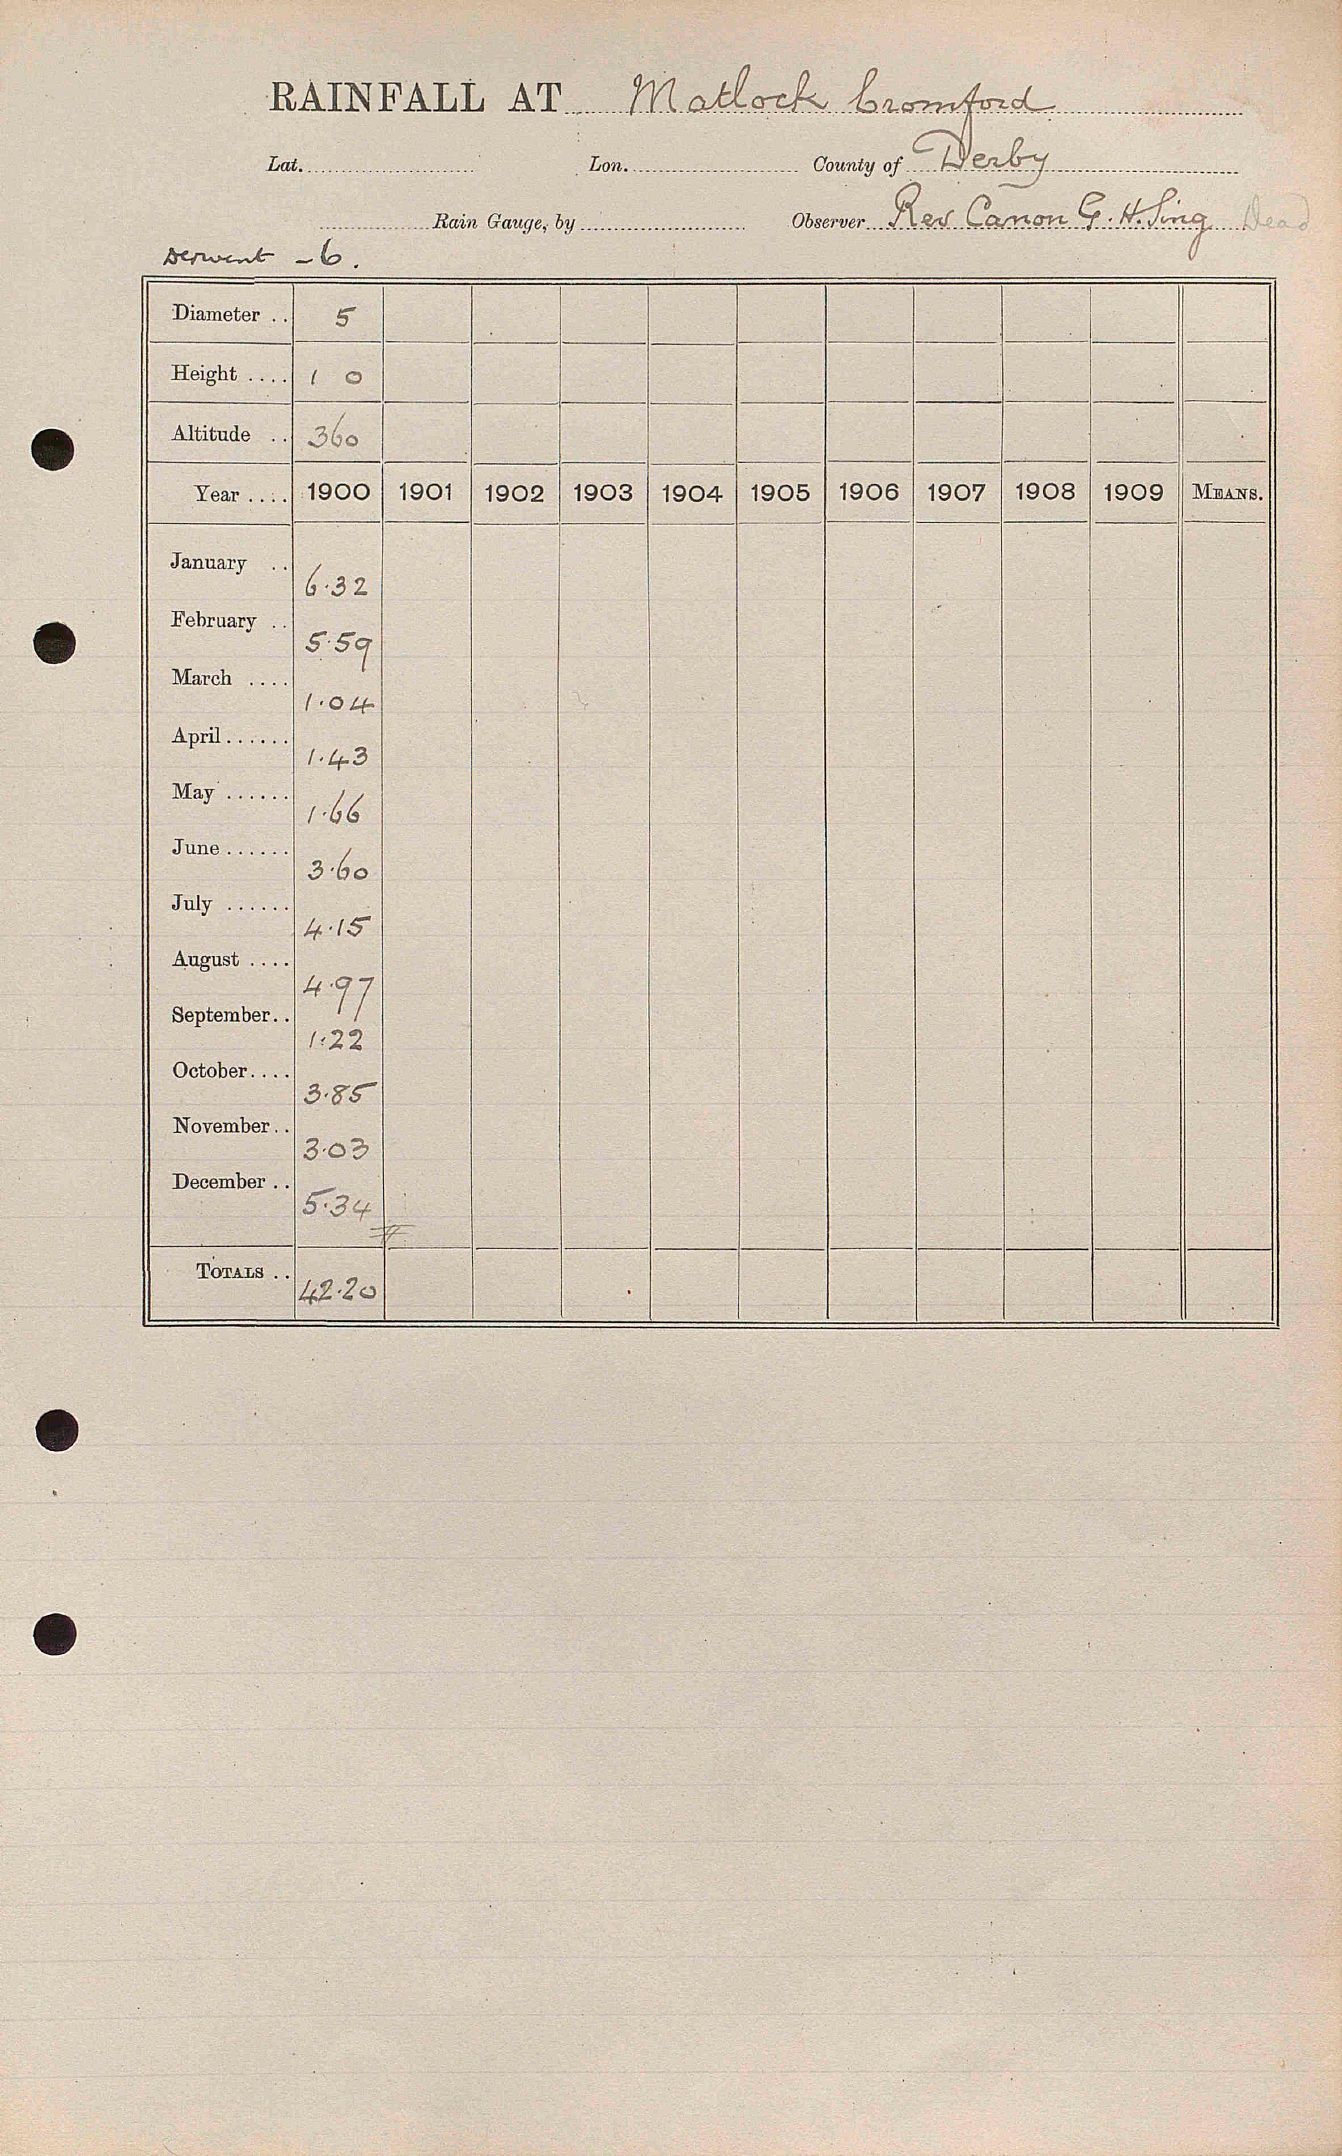 RAINFALL AT Matlock Cromford
Lat. Lon. County of Derby
Rain Gauge, by Observer Rev Canon G. H. Sing Dead
Derwent - 6.
Diameter .. 5
Height .... 1 0
Altitude .. 360
Year .... 1900 1901 1902 1903 1904 1905 1906 1907 1908 1909 MEANS.
January .. 6.32
February .. 5.59
March .... 1.04
April...... 1.43
May ...... 1.66
June...... 3.60
July ...... 4.15
August .... 4.97
September.. 1.22
October.... 3.85
November.. 3.03
December .. 5.34
TOTALS .. 42.20